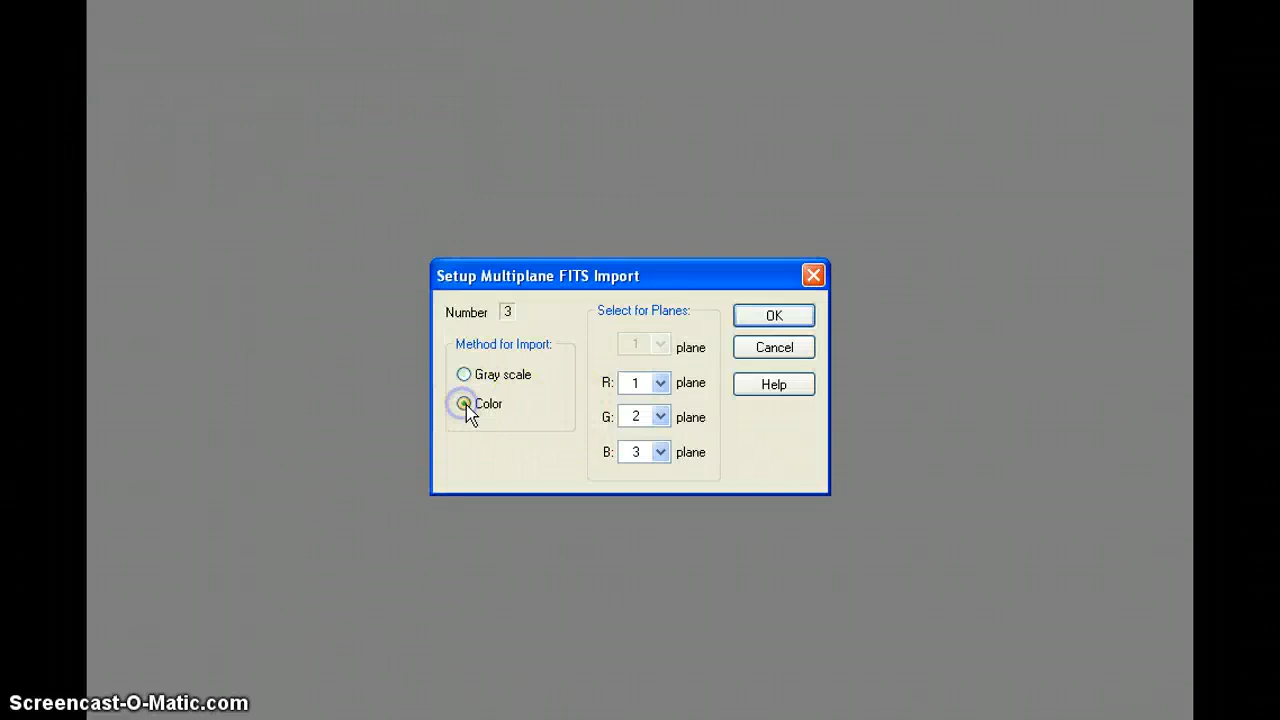 Setup Multiplane FITS Import
Number 3
Method for Import:
Gray scale
Color
Select for Planes:
1 plane
R: 1 plane
G: 2 plane
B: 3 plane
OK
Cancel
Help
Screencast-O-Matic.com